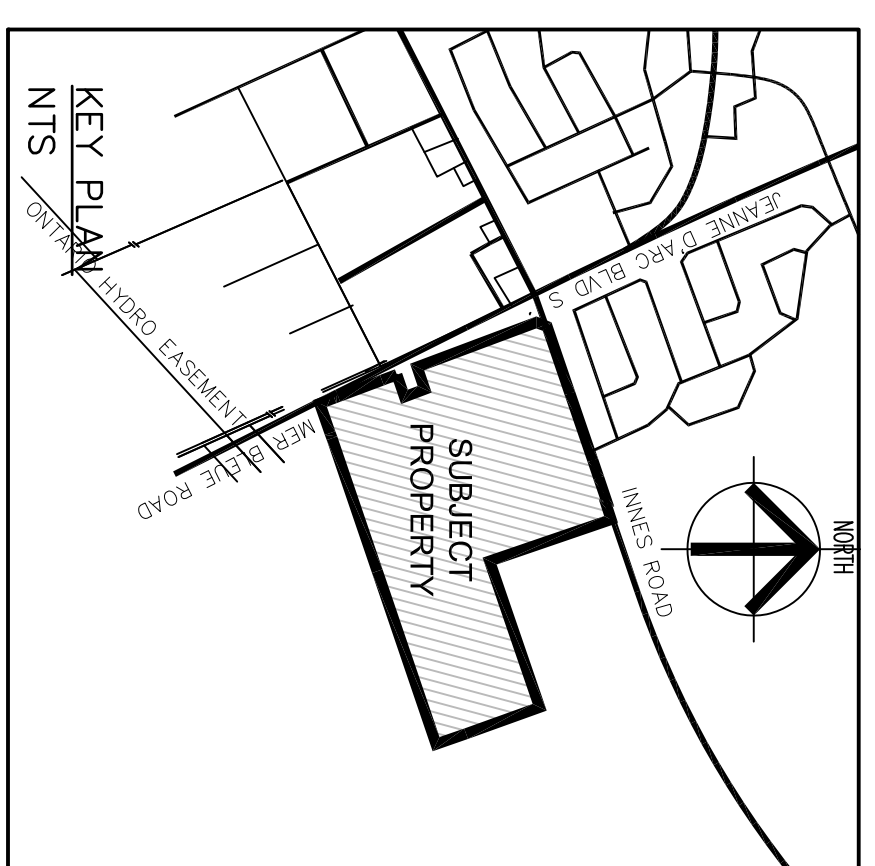 KEY PLAN
NTS
ONTARIO HYDRO EASEMENT
MER BLEUE ROAD
JEANNE D'ARC BLVD S
INNES ROAD
SUBJECT
PROPERTY
NORTH